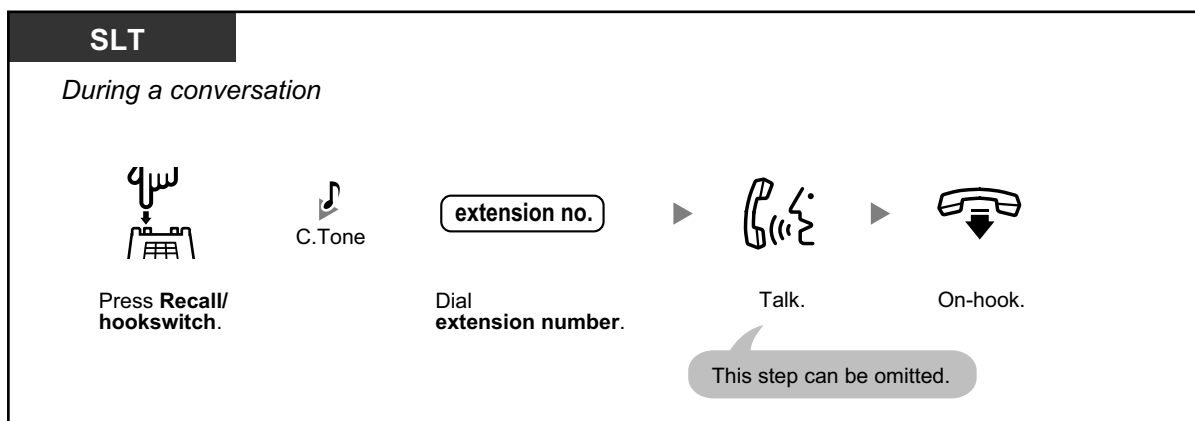 SLT
During a conversation
C.Tone
extension no.
Press Recall/
hookswitch.
Dial
extension number.
Talk.
On-hook.
This step can be omitted.